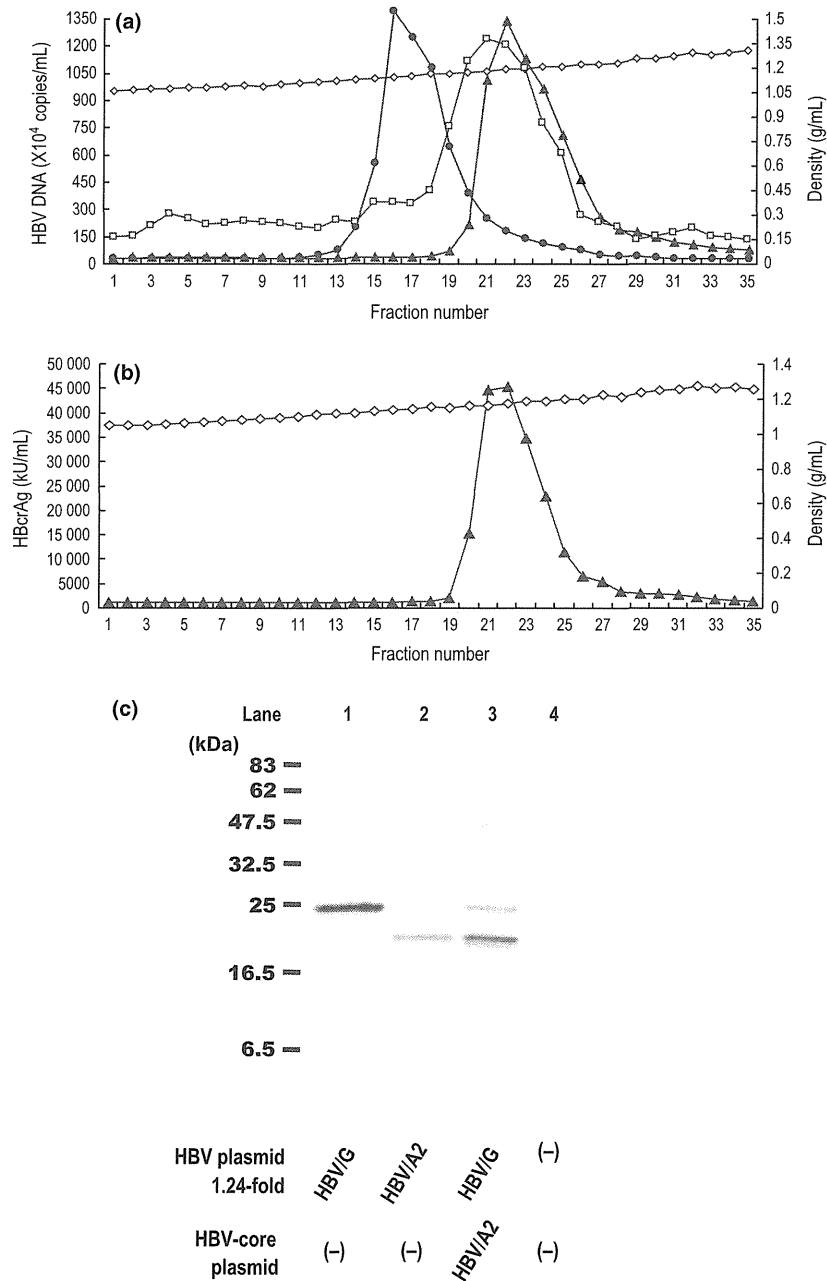 (a)
HBV DNA (X10⁴ copies/mL)
1350
1200
1050
900
750
600
450
300
150
0
1.5
1.35
1.2
1.05
0.9
0.75
0.6
0.45
0.3
0.15
0
Density (g/mL)
1 3 5 7 9 11 13 15 17 19 21 23 25 27 29 31 33 35
Fraction number
(b)
HBcrAg (kU/mL)
50 000
45 000
40 000
35 000
30 000
25 000
20 000
15 000
10 000
5000
0
1.4
1.2
1
0.8
0.6
0.4
0.2
0
Density (g/mL)
1 3 5 7 9 11 13 15 17 19 21 23 25 27 29 31 33 35
Fraction number
(c)
Lane 1 2 3 4
(kDa)
83
62
47.5
32.5
25
16.5
6.5
HBV plasmid
1.24-fold
HBV/G HBV/A2 HBV/G (–)
HBV-core
plasmid
(–) (–) HBV/A2 (–)